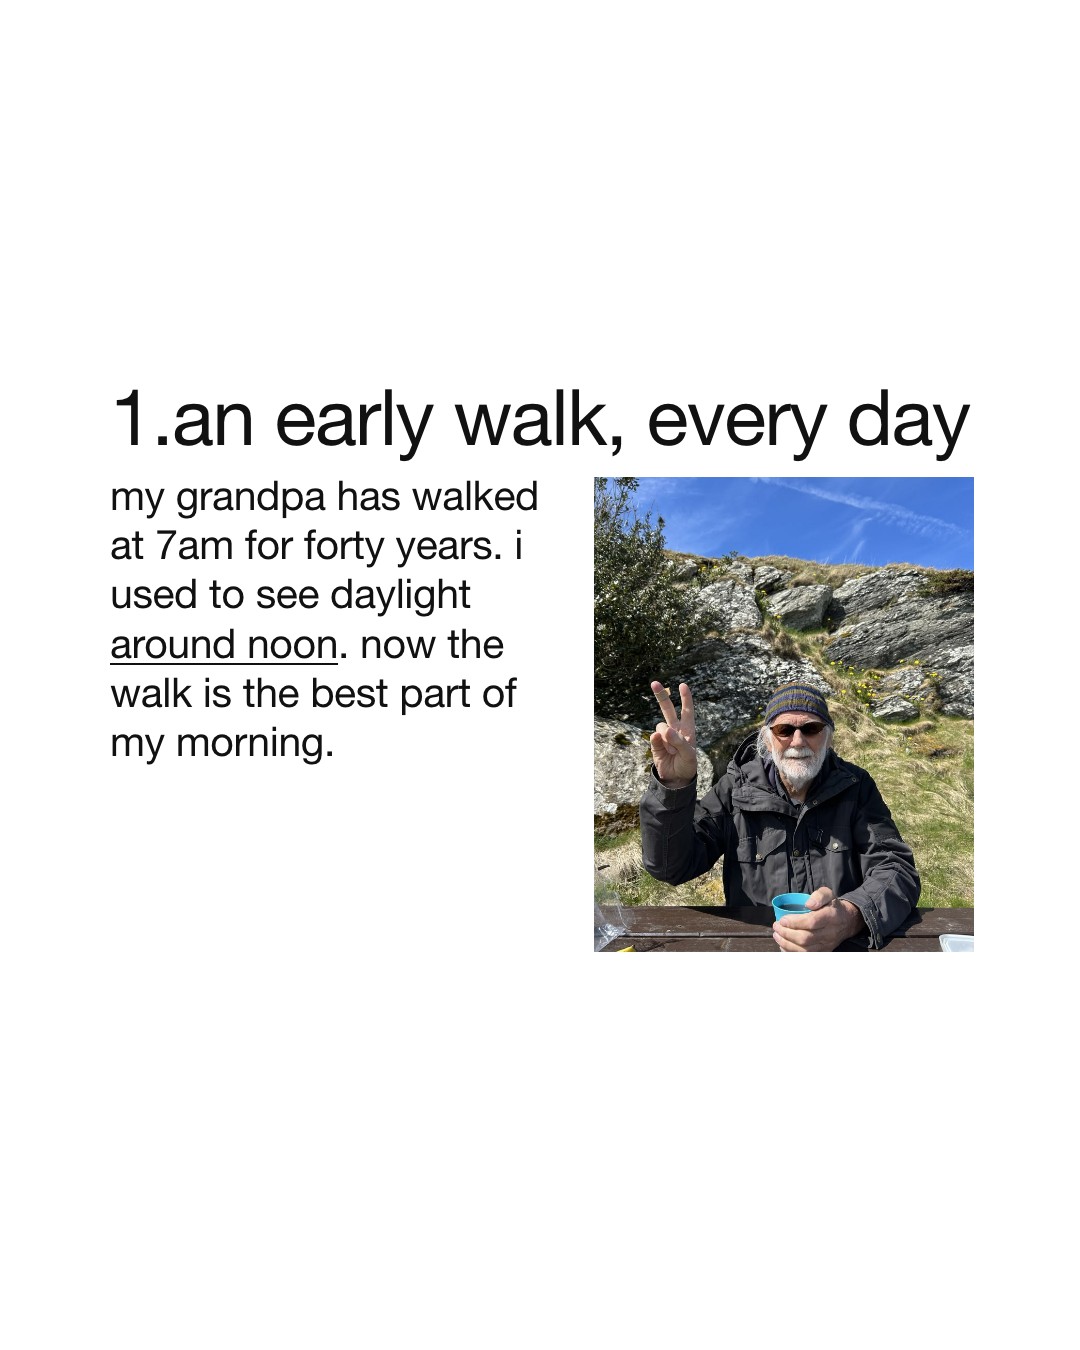 1.an early walk, every day
my grandpa has walked
at 7am for forty years. i
used to see daylight
around noon. now the
walk is the best part of
my morning.